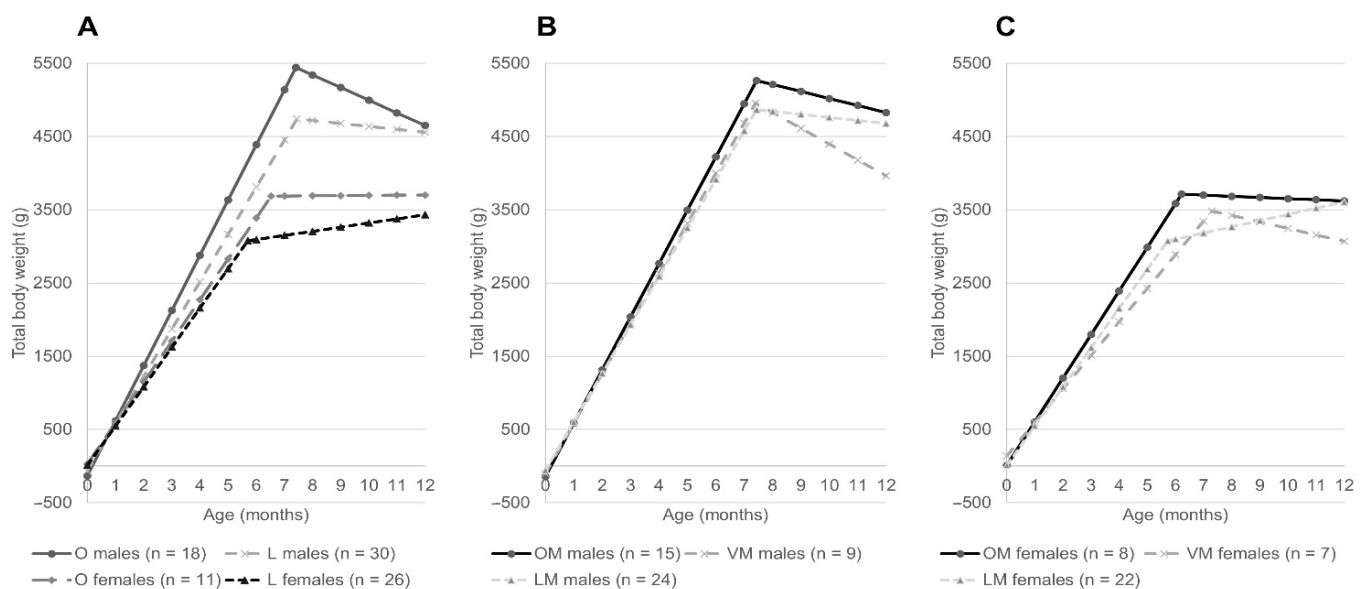 A
5500
4500
3500
2500
1500
500
−500
Total body weight (g)
0 1 2 3 4 5 6 7 8 9 10 11 12
Age (months)
O males (n = 18) L males (n = 30)
O females (n = 11) L females (n = 26)
B
5500
4500
3500
2500
1500
500
−500
Total body weight (g)
0 1 2 3 4 5 6 7 8 9 10 11 12
Age (months)
OM males (n = 15) VM males (n = 9)
LM males (n = 24)
C
5500
4500
3500
2500
1500
500
−500
Total body weight (g)
0 1 2 3 4 5 6 7 8 9 10 11 12
Age (months)
OM females (n = 8) VM females (n = 7)
LM females (n = 22)